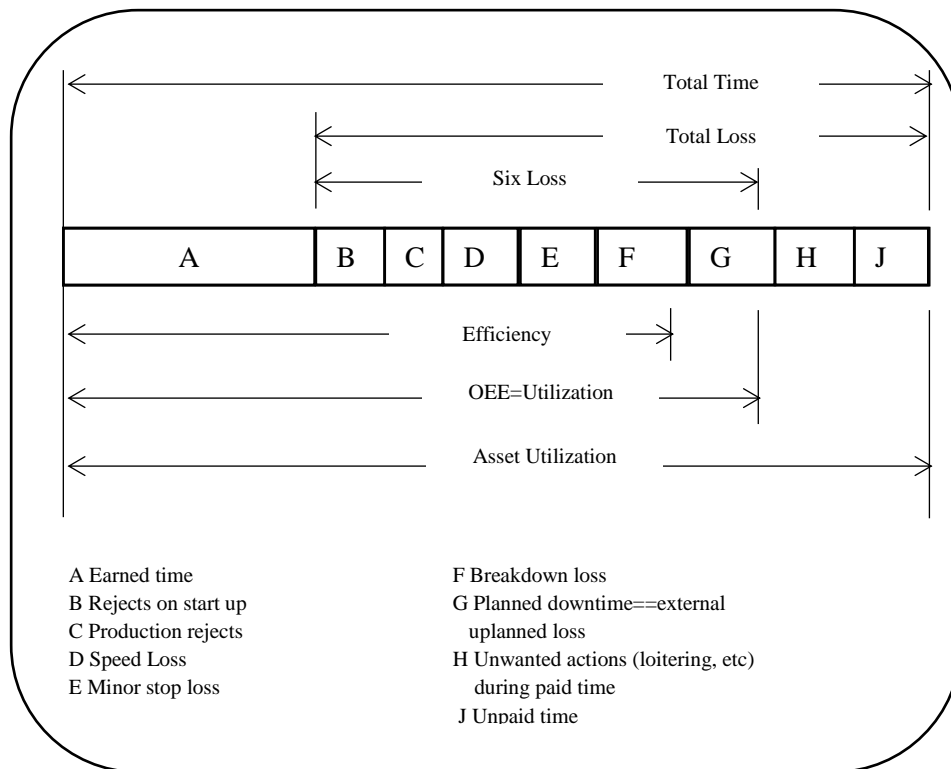 Total Time
Total Loss
Six Loss
A B C D E F G H J
Efficiency
OEE=Utilization
Asset Utilization
A Earned time
B Rejects on start up
C Production rejects
D Speed Loss
E Minor stop loss
F Breakdown loss
G Planned downtime==external
uplanned loss
H Unwanted actions (loitering, etc)
during paid time
J Unpaid time